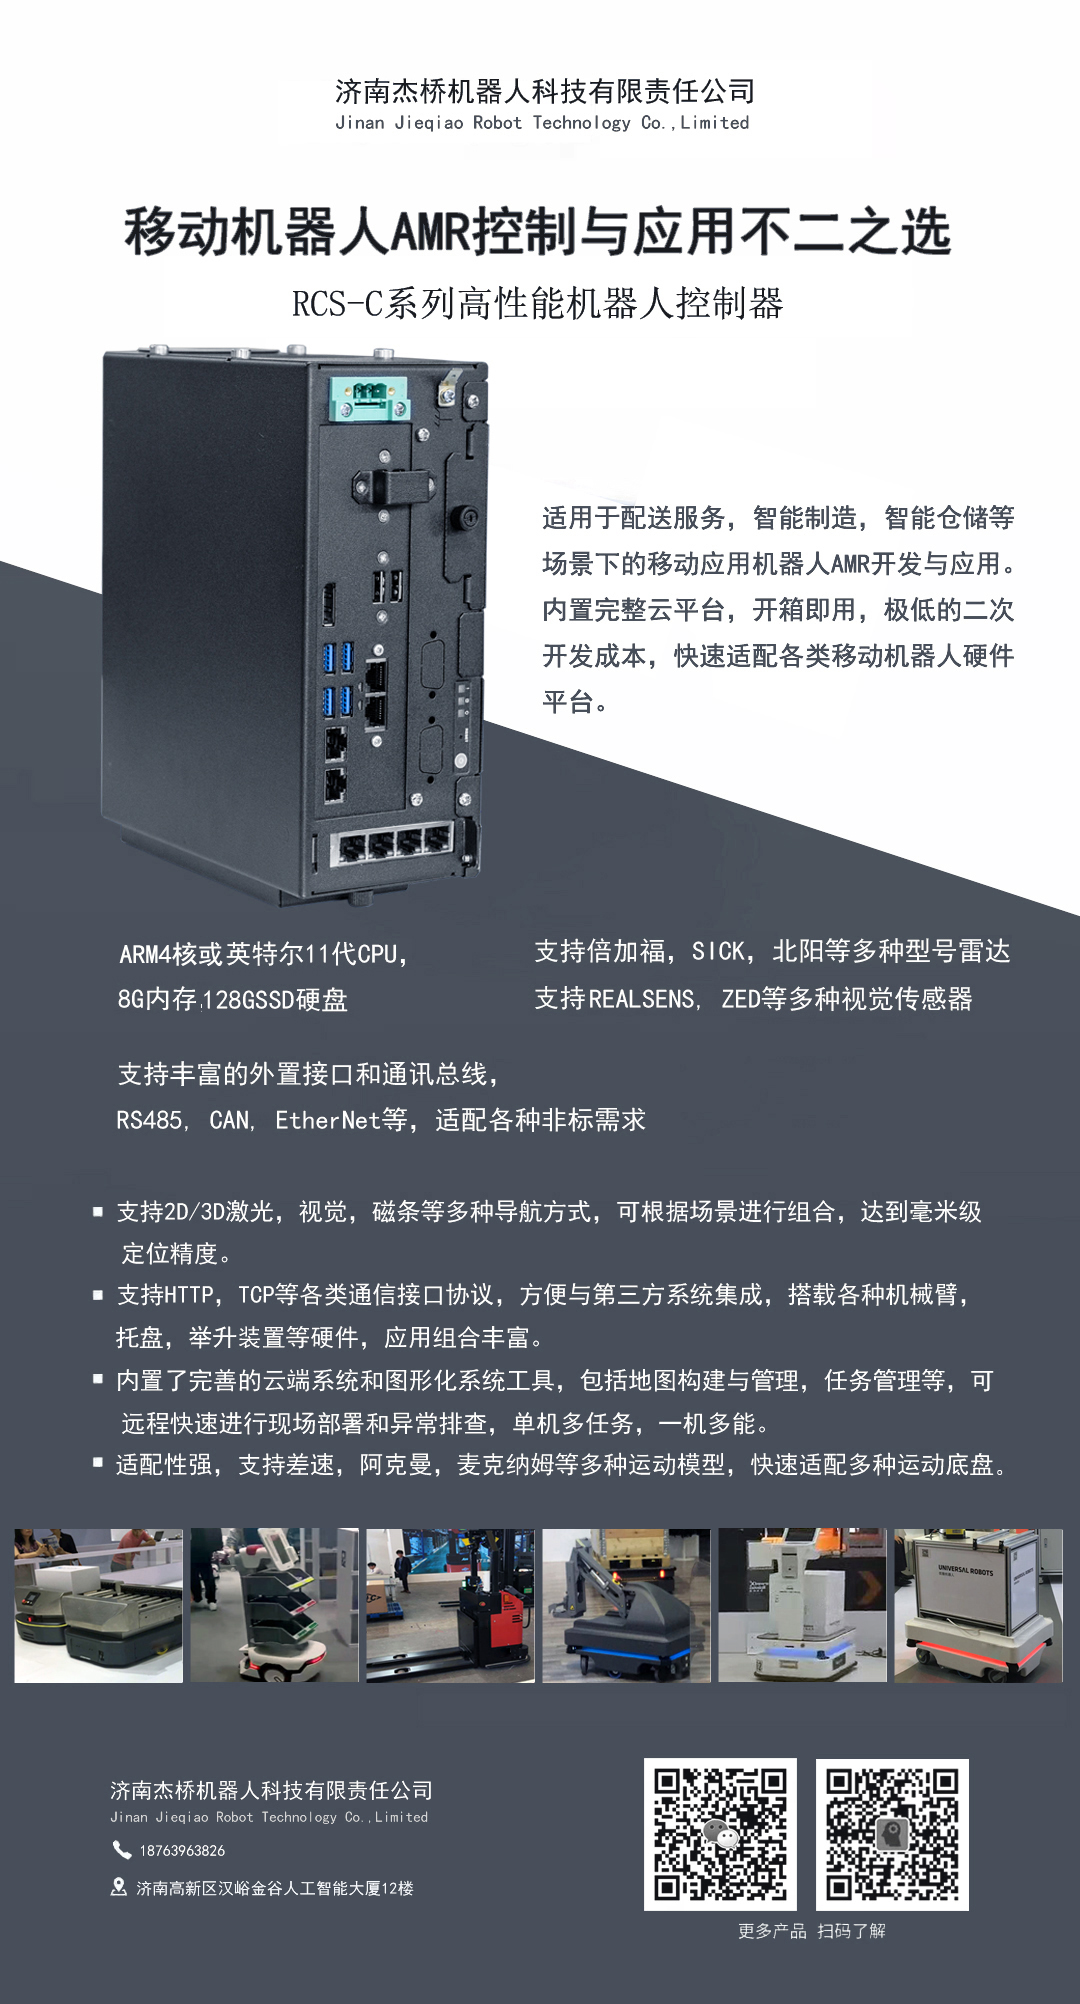 济南杰桥机器人科技有限责任公司
Jinan Jieqiao Robot Technology Co.,Limited
移动机器人AMR控制与应用不二之选
RCS-C系列高性能机器人控制器
适用于配送服务，智能制造，智能仓储等
场景下的移动应用机器人AMR开发与应用。
内置完整云平台，开箱即用，极低的二次
开发成本，快速适配各类移动机器人硬件
平台。
ARM4核或英特尔11代CPU，
8G内存,128GSSD硬盘
支持倍加福，SICK，北阳等多种型号雷达
支持REALSENS，ZED等多种视觉传感器
支持丰富的外置接口和通讯总线，
RS485，CAN，EtherNet等，适配各种非标需求
支持2D/3D激光，视觉，磁条等多种导航方式，可根据场景进行组合，达到毫米级
定位精度。
支持HTTP，TCP等各类通信接口协议，方便与第三方系统集成，搭载各种机械臂，
托盘，举升装置等硬件，应用组合丰富。
内置了完善的云端系统和图形化系统工具，包括地图构建与管理，任务管理等，可
远程快速进行现场部署和异常排查，单机多任务，一机多能。
适配性强，支持差速，阿克曼，麦克纳姆等多种运动模型，快速适配多种运动底盘。
UNIVERSAL ROBOTS
济南杰桥机器人科技有限责任公司
Jinan Jieqiao Robot Technology Co.,Limited
18763963826
济南高新区汉峪金谷人工智能大厦12楼
更多产品 扫码了解